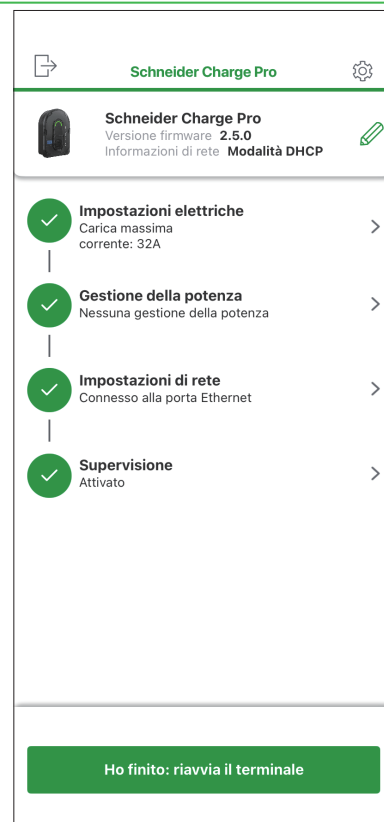 Schneider Charge Pro
Schneider Charge Pro
Versione firmware 2.5.0
Informazioni di rete Modalità DHCP
Impostazioni elettriche
Carica massima
corrente: 32A
Gestione della potenza
Nessuna gestione della potenza
Impostazioni di rete
Connesso alla porta Ethernet
Supervisione
Attivato
Ho finito: riavvia il terminale